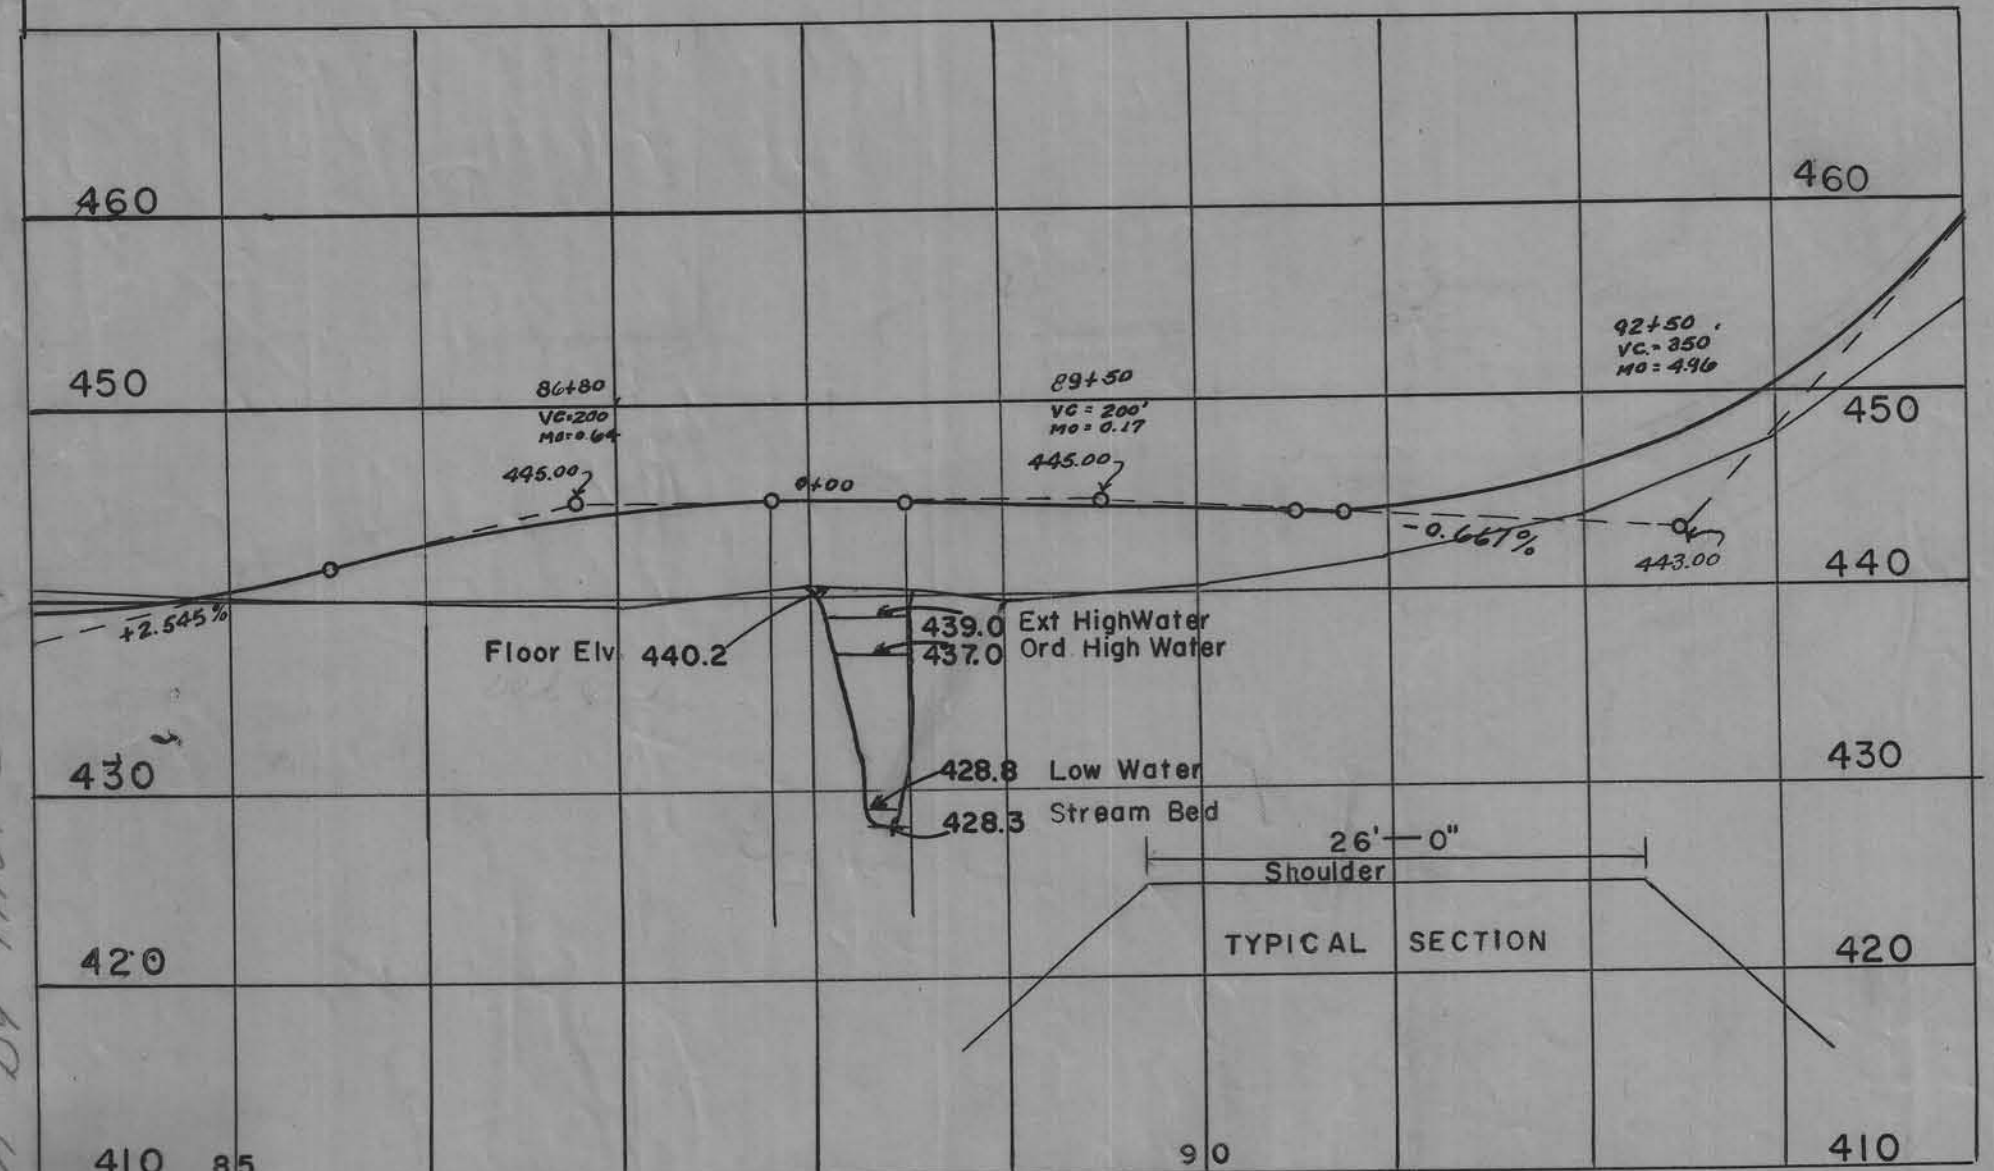 460
460
450
450
86+80
VC=200'
MO=0.64
445.00
0+00
89+50
VC = 200'
MO = 0.17
445.00
92+50
VC = 350'
MO = 4.96
-0.667%
443.00
440
+2.545%
Floor Elv. 440.2
439.0 Ext HighWater
437.0 Ord High Water
430
430
428.8 Low Water
428.3 Stream Bed
26'—0"
Shoulder
TYPICAL SECTION
420
420
410
85
90
410